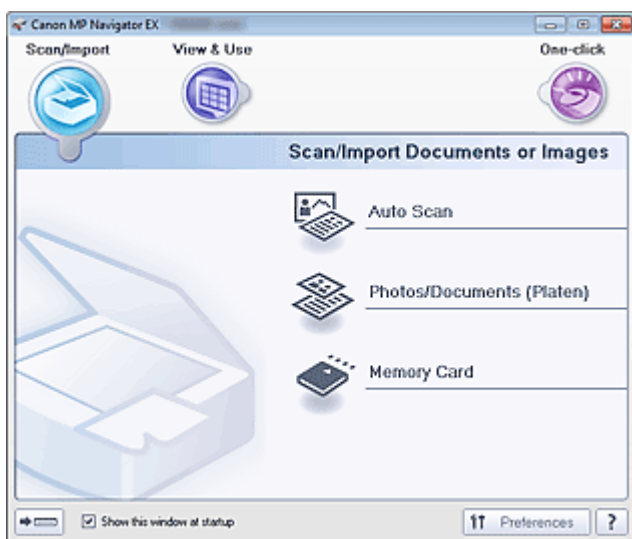 Canon MP Navigator EX
Scan/Import
View & Use
One-click
Scan/Import Documents or Images
Auto Scan
Photos/Documents (Platen)
Memory Card
Show this window at startup
Preferences
?